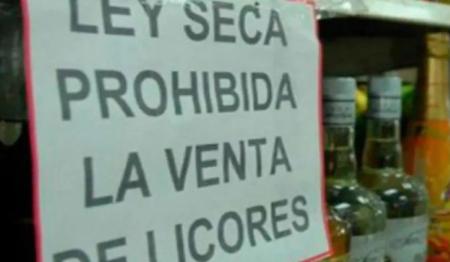 LEY SECA
PROHIBIDA
LA VENTA
DE LICORES